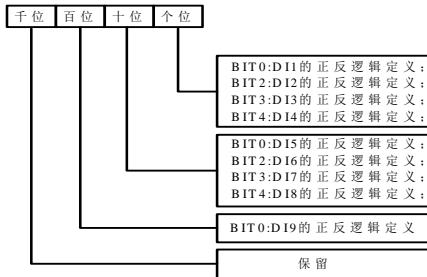 千位 百位 十位 个位
BIT0:DI1的正反逻辑定义;
BIT2:DI2的正反逻辑定义;
BIT3:DI3的正反逻辑定义;
BIT4:DI4的正反逻辑定义;
BIT0:DI5的正反逻辑定义;
BIT2:DI6的正反逻辑定义;
BIT3:DI7的正反逻辑定义;
BIT4:DI8的正反逻辑定义;
BIT0:DI9的正反逻辑定义
保留